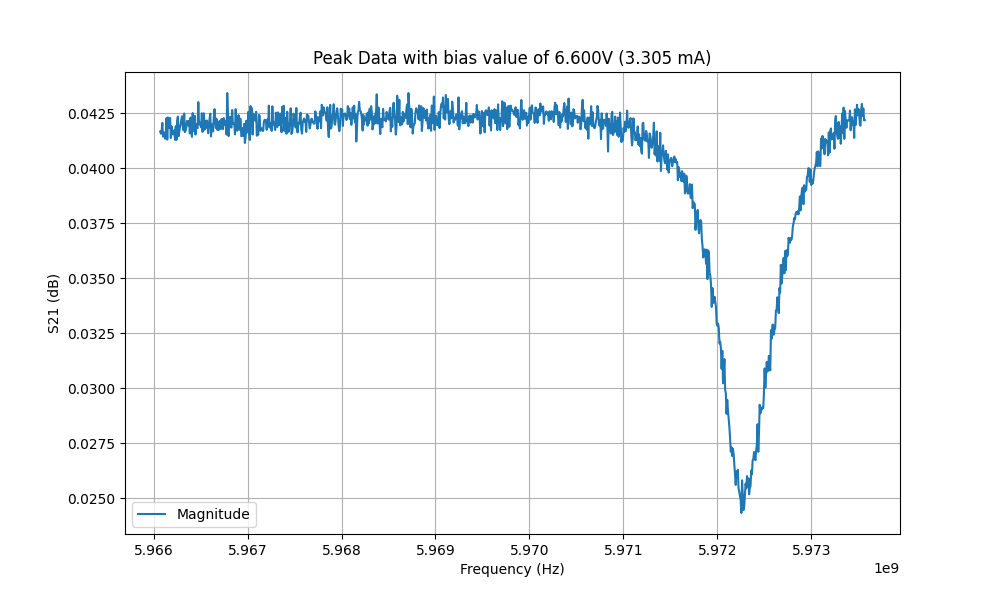 Peak Data with bias value of 6.600V (3.305 mA)
S21 (dB)
0.0425
0.0400
0.0375
0.0350
0.0325
0.0300
0.0275
0.0250
Magnitude
5.966 5.967 5.968 5.969 5.970 5.971 5.972 5.973
Frequency (Hz)
1e9